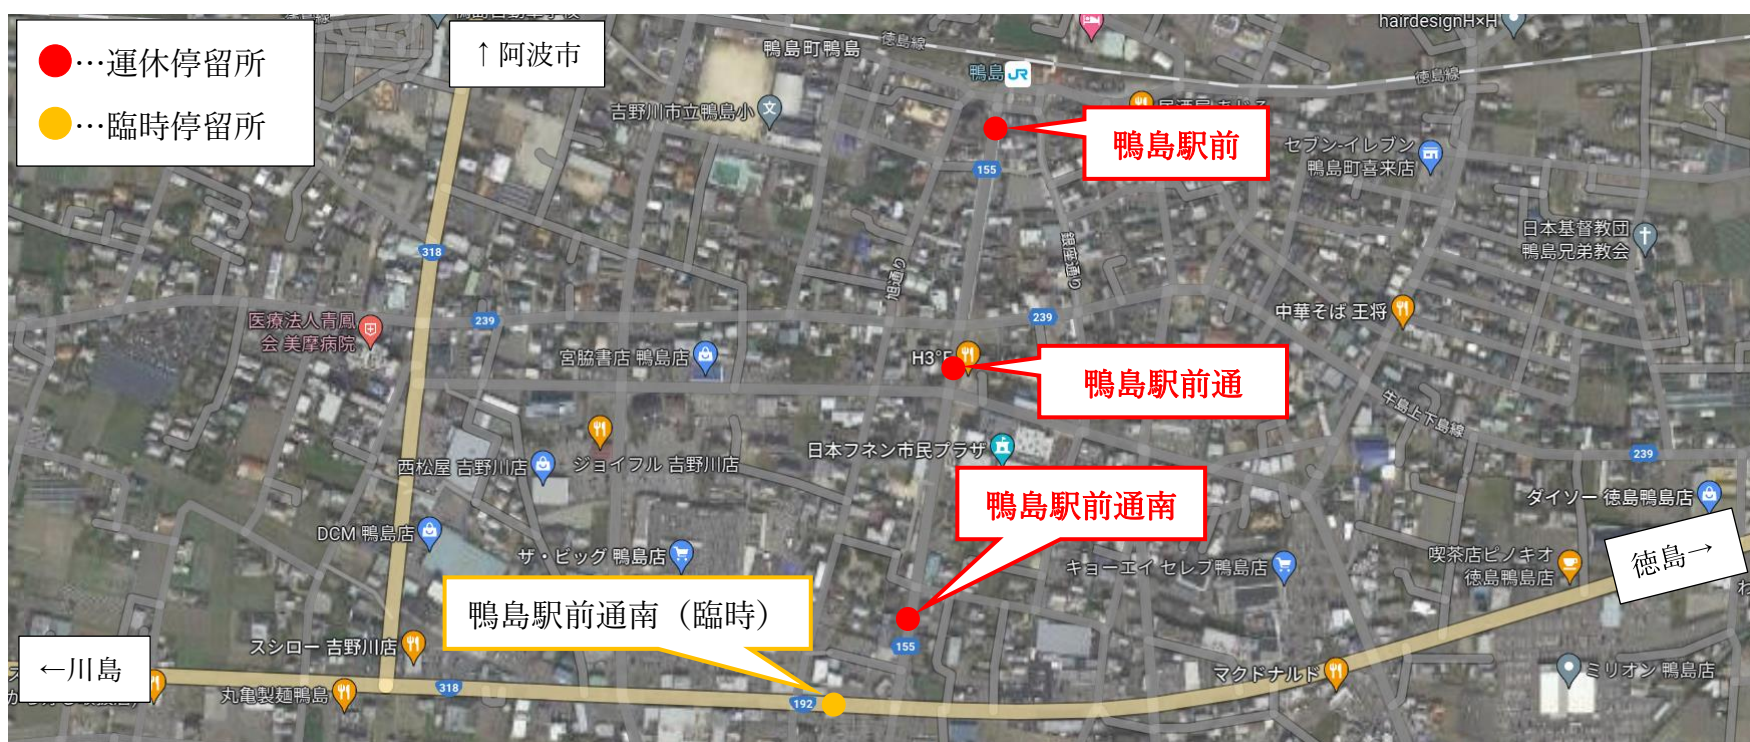 ●…運休停留所
●…臨時停留所
↑阿波市
鴨島町鴨島
徳島線
hairdesignH×H
鴨島
JR
徳島線
吉野川市立鴨島小
文
鴨島駅前
セブン-イレブン
鴨島町喜来店
155
日本基督教団
鴨島兄弟教会
318
銀座通り
旭通り
医療法人青鳳
会 美摩病院
239
239
中華そば 王将
宮脇書店 鴨島店
H3°F
鴨島駅前通
牛島上下島線
日本フネン市民プラザ
239
西松屋 吉野川店
ジョイフル 吉野川店
鴨島駅前通南
ダイソー 徳島鴨島店
DCM 鴨島店
ザ・ビッグ 鴨島店
キョーエイ セレブ鴨島店
喫茶店ピノキオ
徳島鴨島店
徳島→
鴨島駅前通南（臨時）
スシロー 吉野川店
155
←川島
丸亀製麺鴨島
318
192
マクドナルド
ミリオン 鴨島店